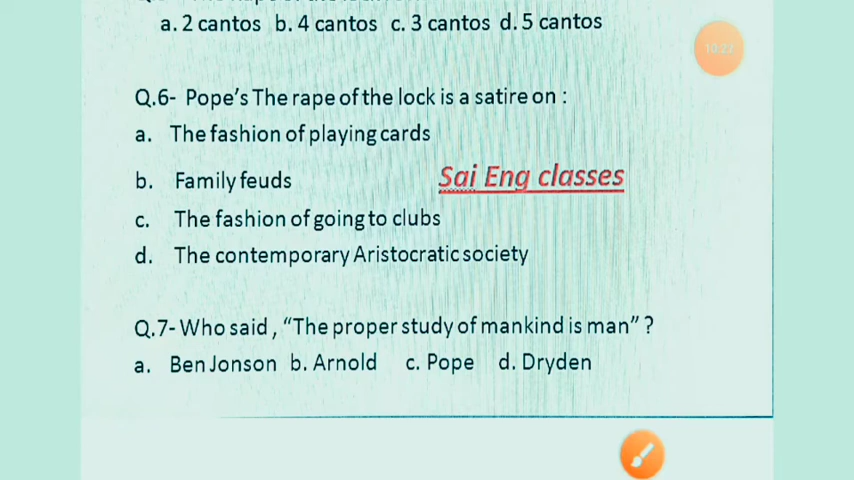 a. 2 cantos b. 4 cantos c. 3 cantos d. 5 cantos
10:22
Q.6- Pope's The rape of the lock is a satire on :
a. The fashion of playing cards
b. Family feuds
Sai Eng classes
c. The fashion of going to clubs
d. The contemporary Aristocratic society
Q.7- Who said , "The proper study of mankind is man" ?
a. Ben Jonson b. Arnold c. Pope d. Dryden